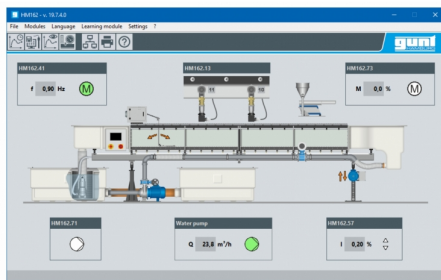 HM162 - v. 19.7.4.0
File Modules Language Learning module Settings ?
gunt
HM162.41
f 0,90 Hz M
HM162.13
11 10
HM162.73
M 0,0 % M
HM162.71
Water pump
Q 23,8 m³/h
HM162.57
I 0,20 %